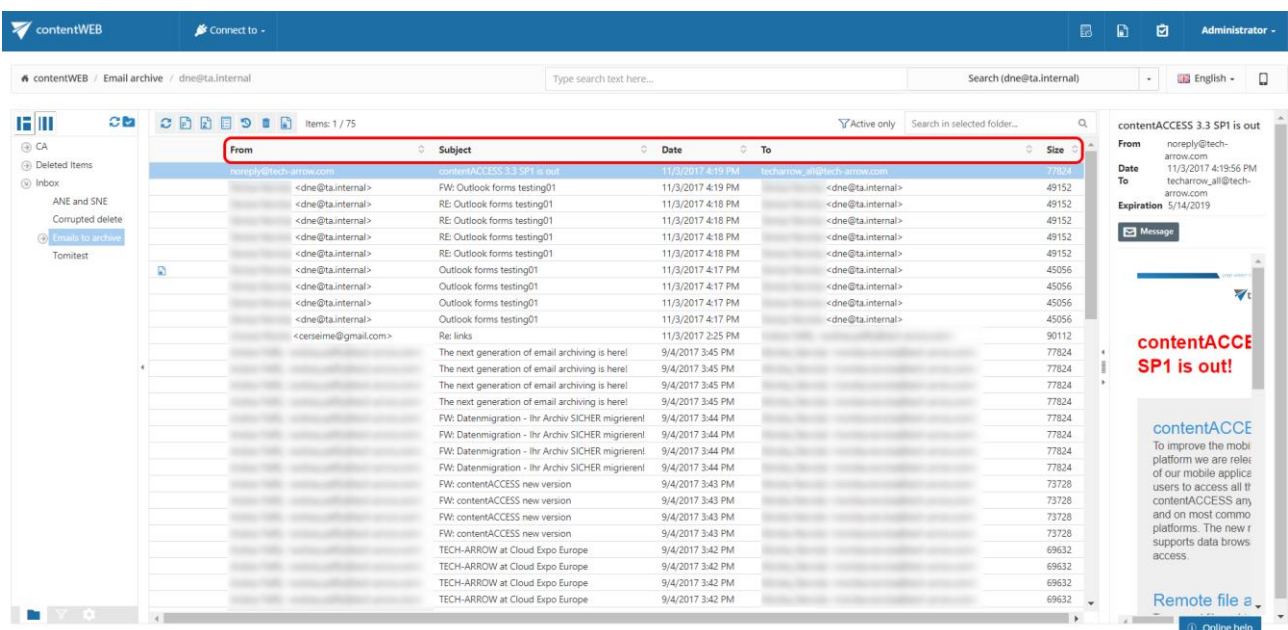 contentWEB Connect to Administrator
contentWEB / Email archive / dne@ta.internal Type search text here... Search (dne@ta.internal) English
Items: 1 / 75 Active only Search in selected folder...
CA
Deleted Items
Inbox
ANE and SNE
Corrupted delete
Emails to archive
Tomitest
From Subject Date To Size
noreply@tech-arrow.com contentACCESS 3.3 SP1 is out 11/3/2017 4:19 PM techarrow_all@tech-arrow.com 77824
<dne@ta.internal> FW: Outlook forms testing01 11/3/2017 4:19 PM <dne@ta.internal> 49152
<dne@ta.internal> RE: Outlook forms testing01 11/3/2017 4:18 PM <dne@ta.internal> 49152
<dne@ta.internal> RE: Outlook forms testing01 11/3/2017 4:18 PM <dne@ta.internal> 49152
<dne@ta.internal> RE: Outlook forms testing01 11/3/2017 4:18 PM <dne@ta.internal> 49152
<dne@ta.internal> RE: Outlook forms testing01 11/3/2017 4:18 PM <dne@ta.internal> 49152
<dne@ta.internal> Outlook forms testing01 11/3/2017 4:17 PM <dne@ta.internal> 45056
<dne@ta.internal> Outlook forms testing01 11/3/2017 4:17 PM <dne@ta.internal> 45056
<dne@ta.internal> Outlook forms testing01 11/3/2017 4:17 PM <dne@ta.internal> 45056
<dne@ta.internal> Outlook forms testing01 11/3/2017 4:17 PM <dne@ta.internal> 45056
<cerseime@gmail.com> Re: links 11/3/2017 2:25 PM 90112
The next generation of email archiving is here! 9/4/2017 3:45 PM 77824
The next generation of email archiving is here! 9/4/2017 3:45 PM 77824
The next generation of email archiving is here! 9/4/2017 3:45 PM 77824
The next generation of email archiving is here! 9/4/2017 3:45 PM 77824
FW: Datenmigration - Ihr Archiv SICHER migrieren! 9/4/2017 3:44 PM 77824
FW: Datenmigration - Ihr Archiv SICHER migrieren! 9/4/2017 3:44 PM 77824
FW: Datenmigration - Ihr Archiv SICHER migrieren! 9/4/2017 3:44 PM 77824
FW: Datenmigration - Ihr Archiv SICHER migrieren! 9/4/2017 3:44 PM 77824
FW: contentACCESS new version 9/4/2017 3:43 PM 73728
FW: contentACCESS new version 9/4/2017 3:43 PM 73728
FW: contentACCESS new version 9/4/2017 3:43 PM 73728
FW: contentACCESS new version 9/4/2017 3:43 PM 73728
TECH-ARROW at Cloud Expo Europe 9/4/2017 3:42 PM 69632
TECH-ARROW at Cloud Expo Europe 9/4/2017 3:42 PM 69632
TECH-ARROW at Cloud Expo Europe 9/4/2017 3:42 PM 69632
TECH-ARROW at Cloud Expo Europe 9/4/2017 3:42 PM 69632
contentACCESS 3.3 SP1 is out
From noreply@tech-
arrow.com
Date 11/3/2017 4:19:56 PM
To techarrow_all@tech-
arrow.com
Expiration 5/14/2019
Message
contentACCE
SP1 is out!
contentACCE
To improve the mobi
platform we are relea
of our mobile applica
users to access all th
contentACCESS any
and on most commo
platforms. The new r
supports data brows
access.
Remote file a
Online help